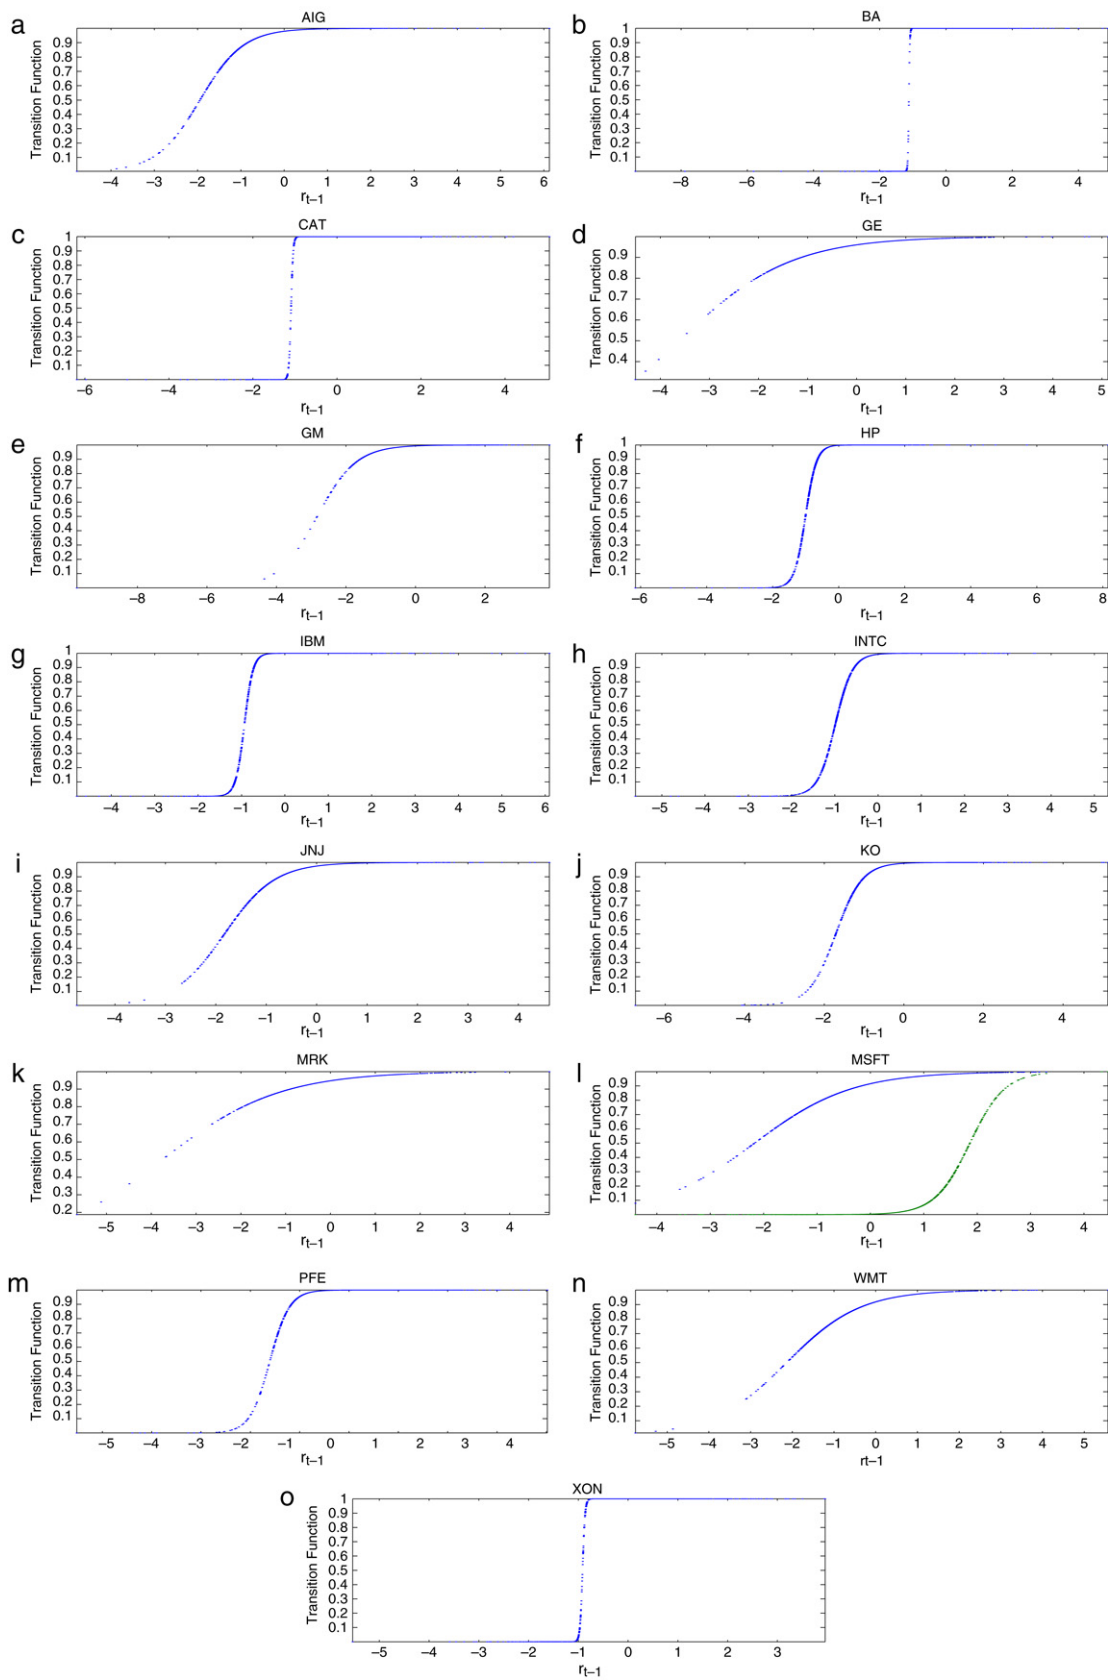 a
AIG
Transition Function
0.9
0.8
0.7
0.6
0.5
0.4
0.3
0.2
0.1
−4 −3 −2 −1 0 1 2 3 4 5 6
r_{t−1}
b
BA
Transition Function
1
0.9
0.8
0.7
0.6
0.5
0.4
0.3
0.2
0.1
−8 −6 −4 −2 0 2 4
r_{t−1}
c
CAT
Transition Function
1
0.9
0.8
0.7
0.6
0.5
0.4
0.3
0.2
0.1
−6 −4 −2 0 2 4
r_{t−1}
d
GE
Transition Function
0.9
0.8
0.7
0.6
0.5
0.4
−4 −3 −2 −1 0 1 2 3 4 5
r_{t−1}
e
GM
Transition Function
0.9
0.8
0.7
0.6
0.5
0.4
0.3
0.2
0.1
−8 −6 −4 −2 0 2
r_{t−1}
f
HP
Transition Function
1
0.9
0.8
0.7
0.6
0.5
0.4
0.3
0.2
0.1
−6 −4 −2 0 2 4 6 8
r_{t−1}
g
IBM
Transition Function
1
0.9
0.8
0.7
0.6
0.5
0.4
0.3
0.2
0.1
−4 −3 −2 −1 0 1 2 3 4 5 6
r_{t−1}
h
INTC
Transition Function
0.9
0.8
0.7
0.6
0.5
0.4
0.3
0.2
0.1
−5 −4 −3 −2 −1 0 1 2 3 4 5
r_{t−1}
i
JNJ
Transition Function
0.9
0.8
0.7
0.6
0.5
0.4
0.3
0.2
0.1
−4 −3 −2 −1 0 1 2 3 4
r_{t−1}
j
KO
Transition Function
0.9
0.8
0.7
0.6
0.5
0.4
0.3
0.2
0.1
−6 −4 −2 0 2 4
r_{t−1}
k
MRK
Transition Function
0.9
0.8
0.7
0.6
0.5
0.4
0.3
0.2
−5 −4 −3 −2 −1 0 1 2 3 4
r_{t−1}
l
MSFT
Transition Function
0.9
0.8
0.7
0.6
0.5
0.4
0.3
0.2
0.1
−4 −3 −2 −1 0 1 2 3 4
r_{t−1}
m
PFE
Transition Function
0.9
0.8
0.7
0.6
0.5
0.4
0.3
0.2
0.1
−5 −4 −3 −2 −1 1 1 2 3 4
r_{t−1}
n
WMT
Transition Function
0.9
0.8
0.7
0.6
0.5
0.4
0.3
0.2
0.1
−5 −4 −3 −2 −1 0 1 2 3 4
rt−1
o
XON
Transition Function
1
0.9
0.8
0.7
0.6
0.5
0.4
0.3
0.2
0.1
−5 −4 −3 −2 −1 0 1 2 3
r_{t−1}